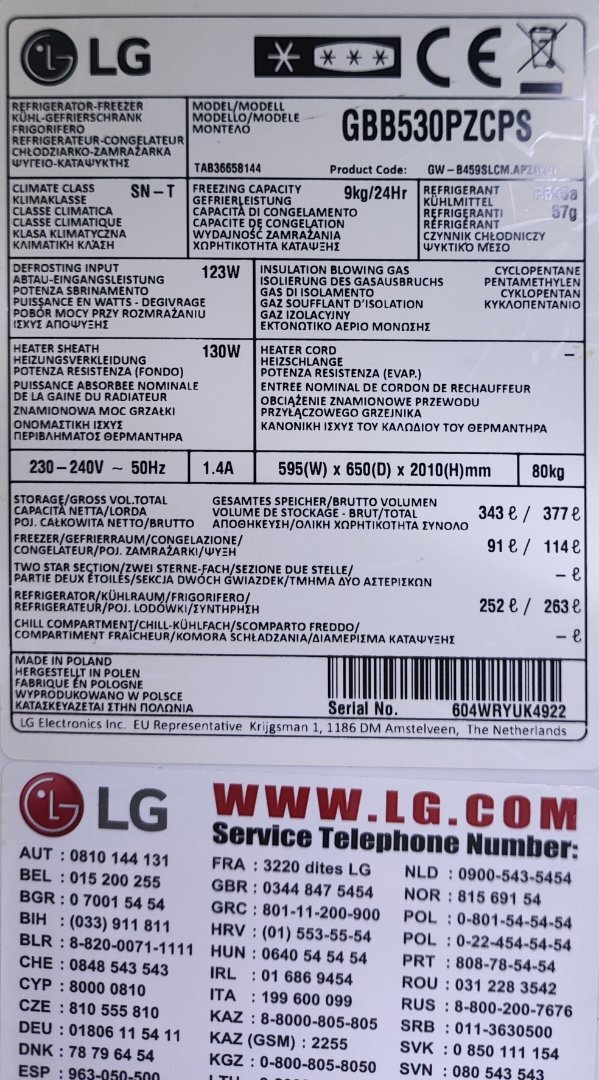 LG
CE
REFRIGERATOR-FREEZER
KÜHL-GEFRIERSCHRANK
FRIGORIFERO
REFRIGERATEUR-CONGELATEUR
CHŁODZIARKO-ZAMRAŻARKA
ΨΥΓΕΙΟ-ΚΑΤΑΨΥΚΤΗΣ
MODEL/MODELL
MODELLO/MODELE
ΜΟΝΤΕΛΟ
GBB530PZCPS
TAB36658144
Product Code: GW-B459SLCM.
CLIMATE CLASS SN-T
KLIMAKLASSE
CLASSE CLIMATICA
CLASSE CLIMATIQUE
KLASA KLIMATYCZNA
ΚΛΙΜΑΤΙΚΗ ΚΛΑΣΗ
FREEZING CAPACITY 9kg/24Hr
GEFRIERLEISTUNG
CAPACITÀ DI CONGELAMENTO
CAPACITE DE CONGELATION
WYDAJNOŚĆ ZAMRAŻANIA
ΧΩΡΗΤΙΚΟΤΗΤΑ ΚΑΤΑΨΥΞΗΣ
REFRIGERANT
KÜHLMITTEL 57g
REFRIGERANTI
RÉFRIGÉRANT
CZYNNIK CHŁODNICZY
ΨΥΚΤΙΚΟ ΜΕΣΟ
DEFROSTING INPUT 123W
ABTAU-EINGANGSLEISTUNG
POTENZA SBRINAMENTO
PUISSANCE EN WATTS - DEGIVRAGE
POBÓR MOCY PRZY ROZMRAŻANIU
ΙΣΧΥΣ ΑΠΟΨΥΞΗΣ
INSULATION BLOWING GAS CYCLOPENTANE
ISOLIERUNG DES GASAUSBRUCHS PENTAMETHYLEN
GAS DI ISOLAMENTO CYKLOPENTAN
GAZ SOUFFLANT D'ISOLATION ΚΥΚΛΟΠΕΝΤΑΝΙΟ
GAZ IZOLACYJNY
ΕΚΤΟΝΩΤΙΚΟ ΑΕΡΙΟ ΜΟΝΩΣΗΣ
HEATER SHEATH 130W
HEIZUNGSVERKLEIDUNG
POTENZA RESISTENZA (FONDO)
PUISSANCE ABSORBEE NOMINALE
DE LA GAINE DU RADIATEUR
ZNAMIONOWA MOC GRZAŁKI
ΟΝΟΜΑΣΤΙΚΗ ΙΣΧΥΣ
ΠΕΡΙΒΛΗΜΑΤΟΣ ΘΕΡΜΑΝΤΗΡΑ
HEATER CORD –
HEIZSCHLANGE
POTENZA RESISTENZA (EVAP.)
ENTREE NOMINAL DE CORDON DE RECHAUFFEUR
OBCIĄŻENIE ZNAMIONOWE PRZEWODU
PRZYŁĄCZOWEGO GRZEJNIKA
ΚΑΝΟΝΙΚΗ ΙΣΧΥΣ ΤΟΥ ΚΑΛΩΔΙΟΥ ΤΟΥ ΘΕΡΜΑΝΤΗΡΑ
230-240V ~ 50Hz 1.4A 595(W) x 650(D) x 2010(H)mm 80kg
STORAGE/GROSS VOL.TOTAL GESAMTES SPEICHER/BRUTTO VOLUMEN
CAPACITÀ NETTA/LORDA VOLUME DE STOCKAGE - BRUT/TOTAL 343 ℓ / 377 ℓ
POJ. CAŁKOWITA NETTO/BRUTTO ΑΠΟΘΗΚΕΥΣΗ/ΟΛΙΚΗ ΧΩΡΗΤΙΚΟΤΗΤΑ ΣΥΝΟΛΟ
FREEZER/GEFRIERRAUM/CONGELAZIONE/
CONGELATEUR/POJ. ZAMRAŻARKI/ΨΥΞΗ 91 ℓ / 114 ℓ
TWO STAR SECTION/ZWEI STERNE-FACH/SEZIONE DUE STELLE/
PARTIE DEUX ÉTOILES/SEKCJA DWÓCH GWIAZDEK/ΤΜΗΜΑ ΔΥΟ ΑΣΤΕΡΙΣΚΩΝ – ℓ
REFRIGERATOR/KÜHLRAUM/FRIGORIFERO/
REFRIGERATEUR/POJ. LODÓWKI/ΣΥΝΤΗΡΗΣΗ 252 ℓ / 263 ℓ
CHILL COMPARTMENT/CHILL-KÜHLFACH/SCOMPARTO FREDDO/
COMPARTIMENT FRAÎCHEUR/KOMORA SCHŁADZANIA/ΔΙΑΜΕΡΙΣΜΑ ΚΑΤΑΨΥΞΗΣ – ℓ
MADE IN POLAND
HERGESTELLT IN POLEN
FABRIQUE ÉN POLOGNE
WYPRODUKOWANO W POLSCE
ΚΑΤΑΣΚΕΥΑΖΕΤΑΙ ΣΤΗΝ ΠΟΛΩΝΙΑ
Serial No. 604WRYUK4922
LG Electronics Inc. EU Representative Krijgsman 1, 1186 DM Amstelveen, The Netherlands
LG
WWW.LG.COM
Service Telephone Number:
AUT : 0810 144 131
BEL : 015 200 255
BGR : 0 7001 54 54
BIH : (033) 911 811
BLR : 8-820-0071-1111
CHE : 0848 543 543
CYP : 8000 0810
CZE : 810 555 810
DEU : 01806 11 54 11
DNK : 78 79 64 54
ESP : 963-050-500
FRA : 3220 dites LG
GBR : 0344 847 5454
GRC : 801-11-200-900
HRV : (01) 553-55-54
HUN : 0640 54 54 54
IRL : 01 686 9454
ITA : 199 600 099
KAZ : 8-8000-805-805
KAZ (GSM) : 2255
KGZ : 0-800-805-8050
NLD : 0900-543-5454
NOR : 815 691 54
POL : 0-801-54-54-54
POL : 0-22-454-54-54
PRT : 808-78-54-54
ROU : 031 228 3542
RUS : 8-800-200-7676
SRB : 011-3630500
SVK : 0 850 111 154
SVN : 080 543 543